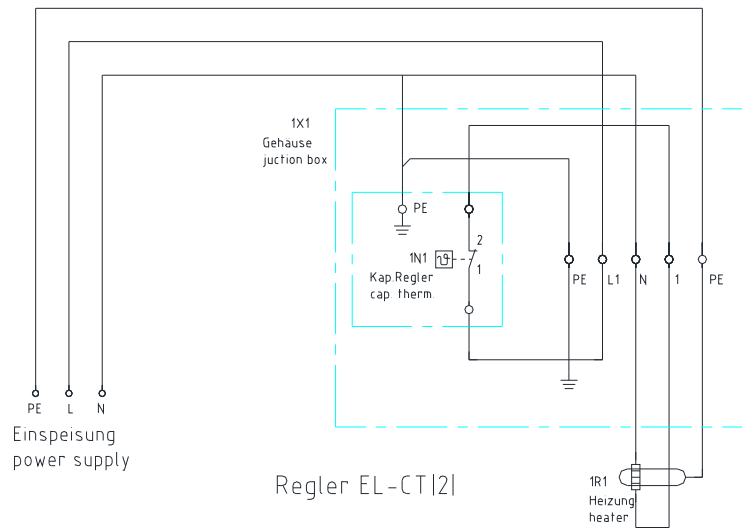 1X1
Gehäuse
juction box
PE
2
1N1
1
Kap.Regler
cap. therm.
PE
L1
N
1
PE
PE
L
N
Einspeisung
power supply
Regler EL-CT|2|
1R1
Heizung
heater